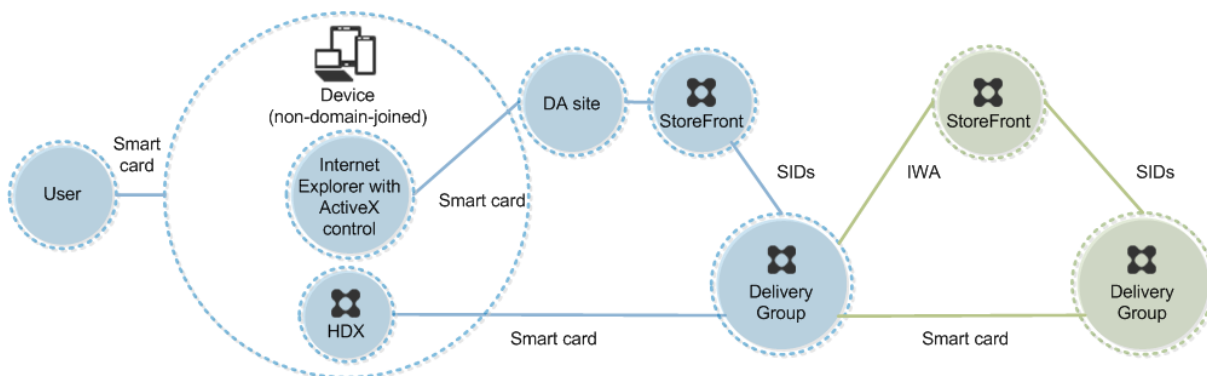 Device
(non-domain-joined)
Smart
card
User
Internet
Explorer with
ActiveX
control
HDX
Smart card
DA site
StoreFront
SIDs
Delivery
Group
Smart card
IWA
StoreFront
SIDs
Delivery
Group
Smart card